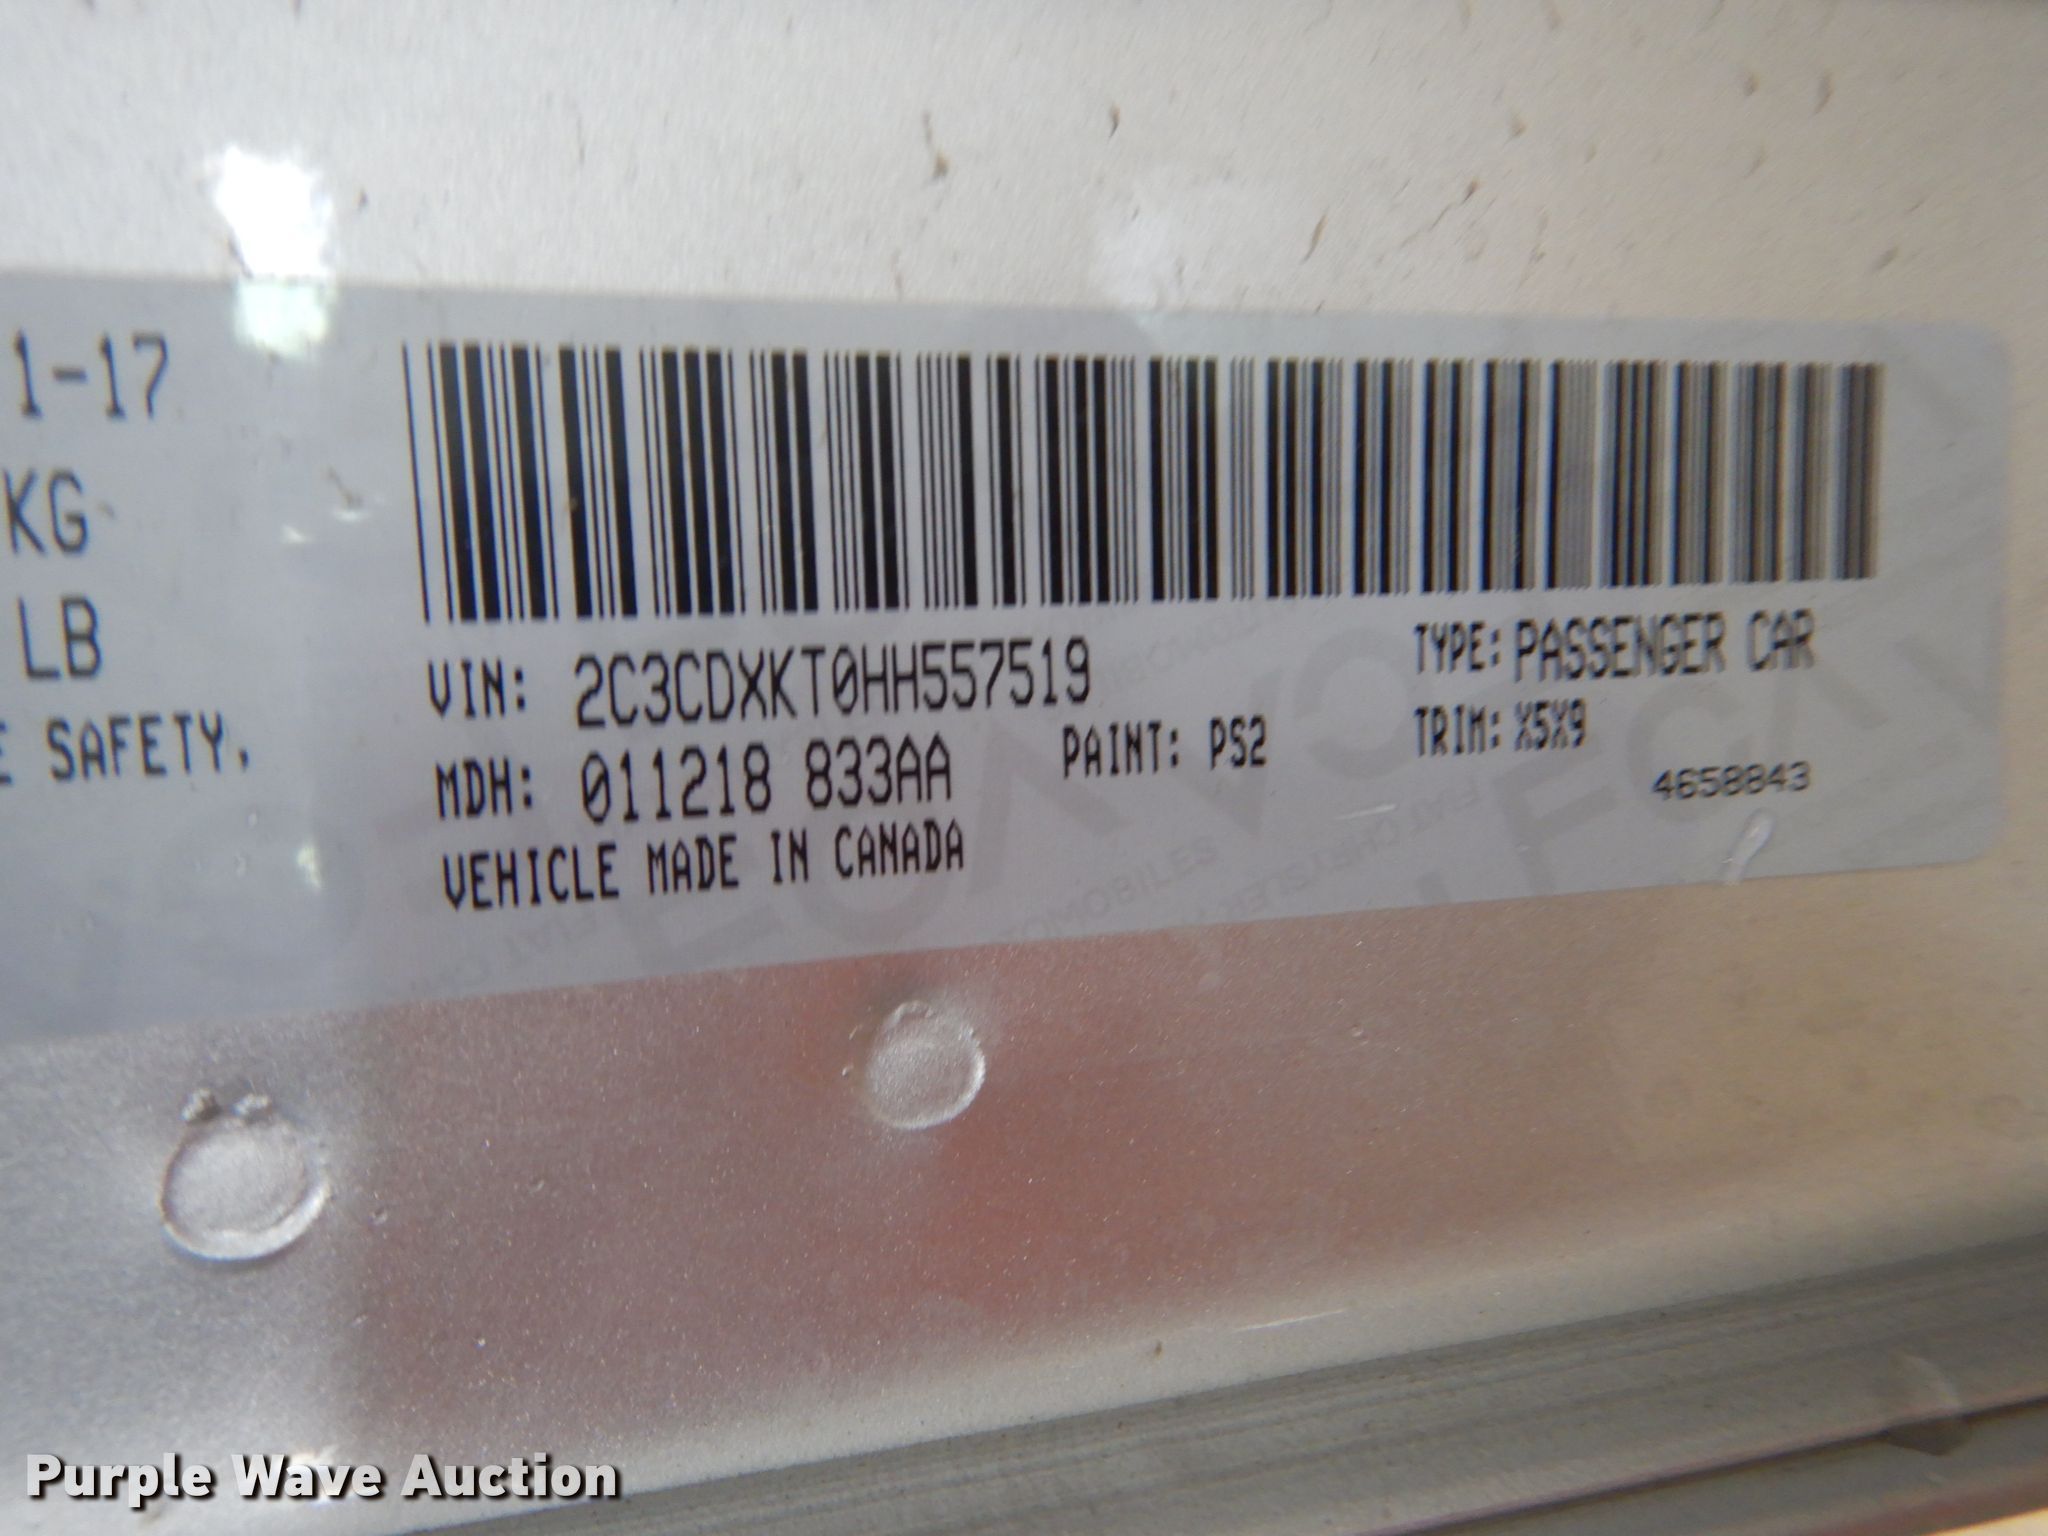 1-17
KG
LB
E SAFETY,
VIN: 2C3CDXKT0HH557519
TYPE: PASSENGER CAR
MDH: 011218 833AA
PAINT: PS2
TRIM: X5X9
4658843
VEHICLE MADE IN CANADA
Purple Wave Auction